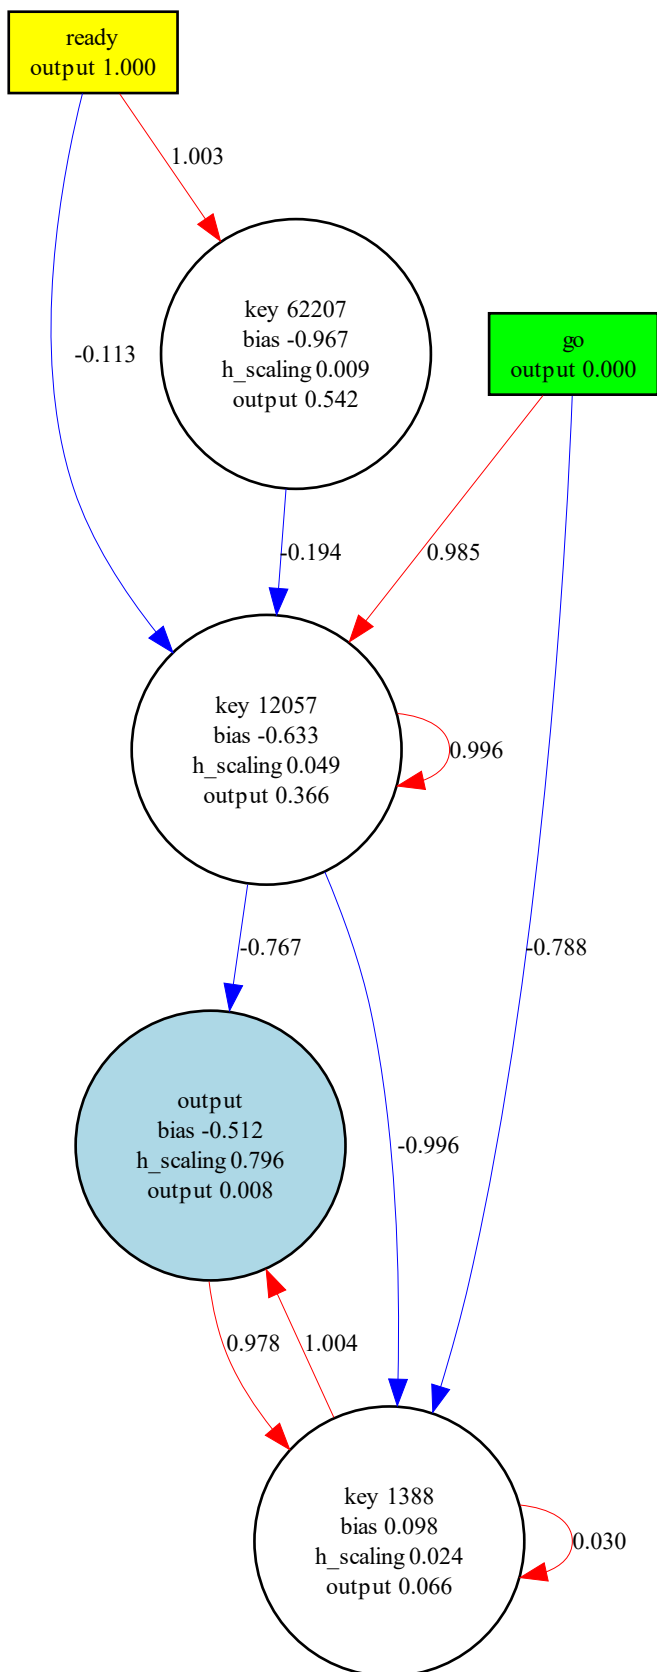 ready
output 1.000
1.003
-0.113
key 62207
bias -0.967
h_scaling 0.009
output 0.542
go
output 0.000
-0.194
0.985
key 12057
bias -0.633
h_scaling 0.049
output 0.366
0.996
-0.767
-0.788
output
bias -0.512
h_scaling 0.796
output 0.008
-0.996
0.978
1.004
key 1388
bias 0.098
h_scaling 0.024
output 0.066
0.030